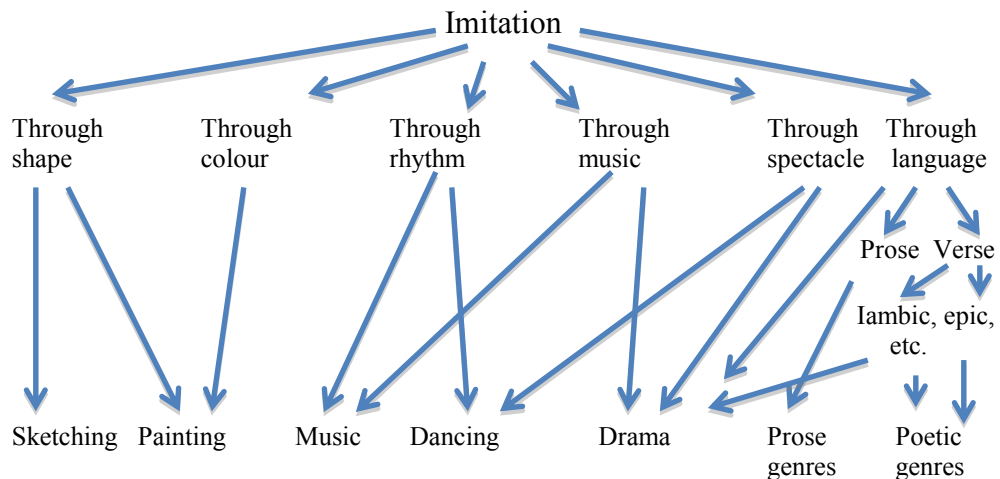 Imitation
Through Through Through Through Through Through
shape colour rhythm music spectacle language
Prose Verse
Iambic, epic,
etc.
Sketching Painting Music Dancing Drama Prose Poetic
genres genres